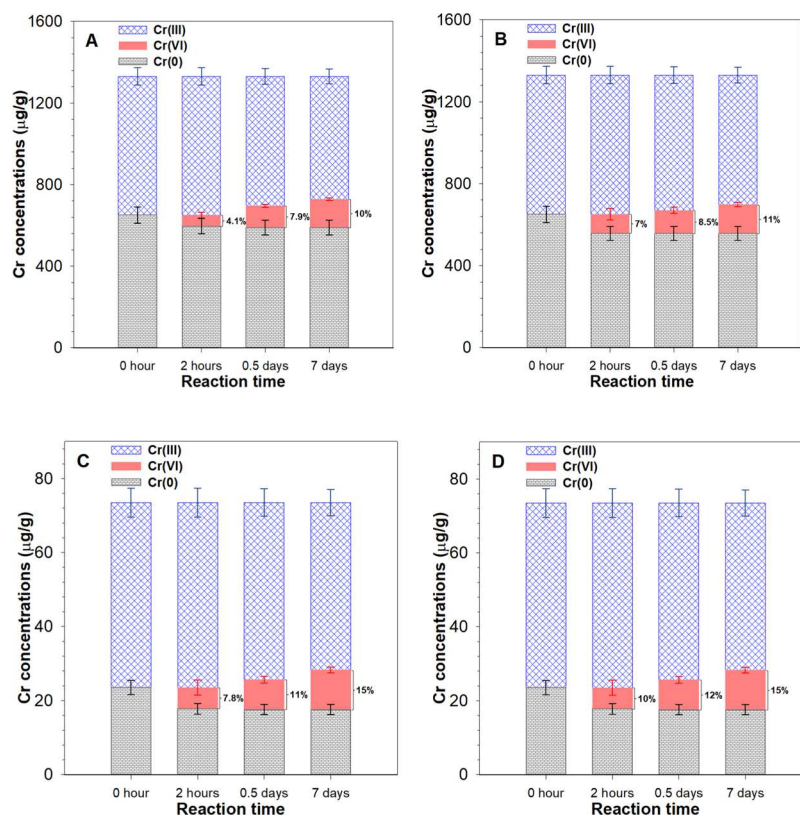 A
Cr(III)
Cr(VI)
Cr(0)
1600
1200
800
400
0
Cr concentrations (µg/g)
4.1%
7.9%
10%
0 hour 2 hours 0.5 days 7 days
Reaction time
B
Cr(III)
Cr(VI)
Cr(0)
1600
1200
800
400
0
Cr concentrations (µg/g)
7%
8.5%
11%
0 hour 2 hours 0.5 days 7 days
Reaction time
C
Cr(III)
Cr(VI)
Cr(0)
80
60
40
20
0
Cr concentrations (µg/g)
7.8%
11%
15%
0 hour 2 hours 0.5 days 7 days
Reaction time
D
Cr(III)
Cr(VI)
Cr(0)
80
60
40
20
0
Cr concentrations (µg/g)
10%
12%
15%
0 hour 2 hours 0.5 days 7 days
Reaction time